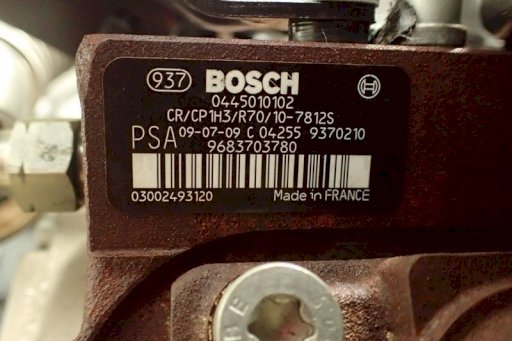 937 BOSCH
0445010102
CR/CP1H3/R70/10-7812S
PSA 09-07-09 C 04255 9370210
9683703780
03002493120 Made in FRANCE